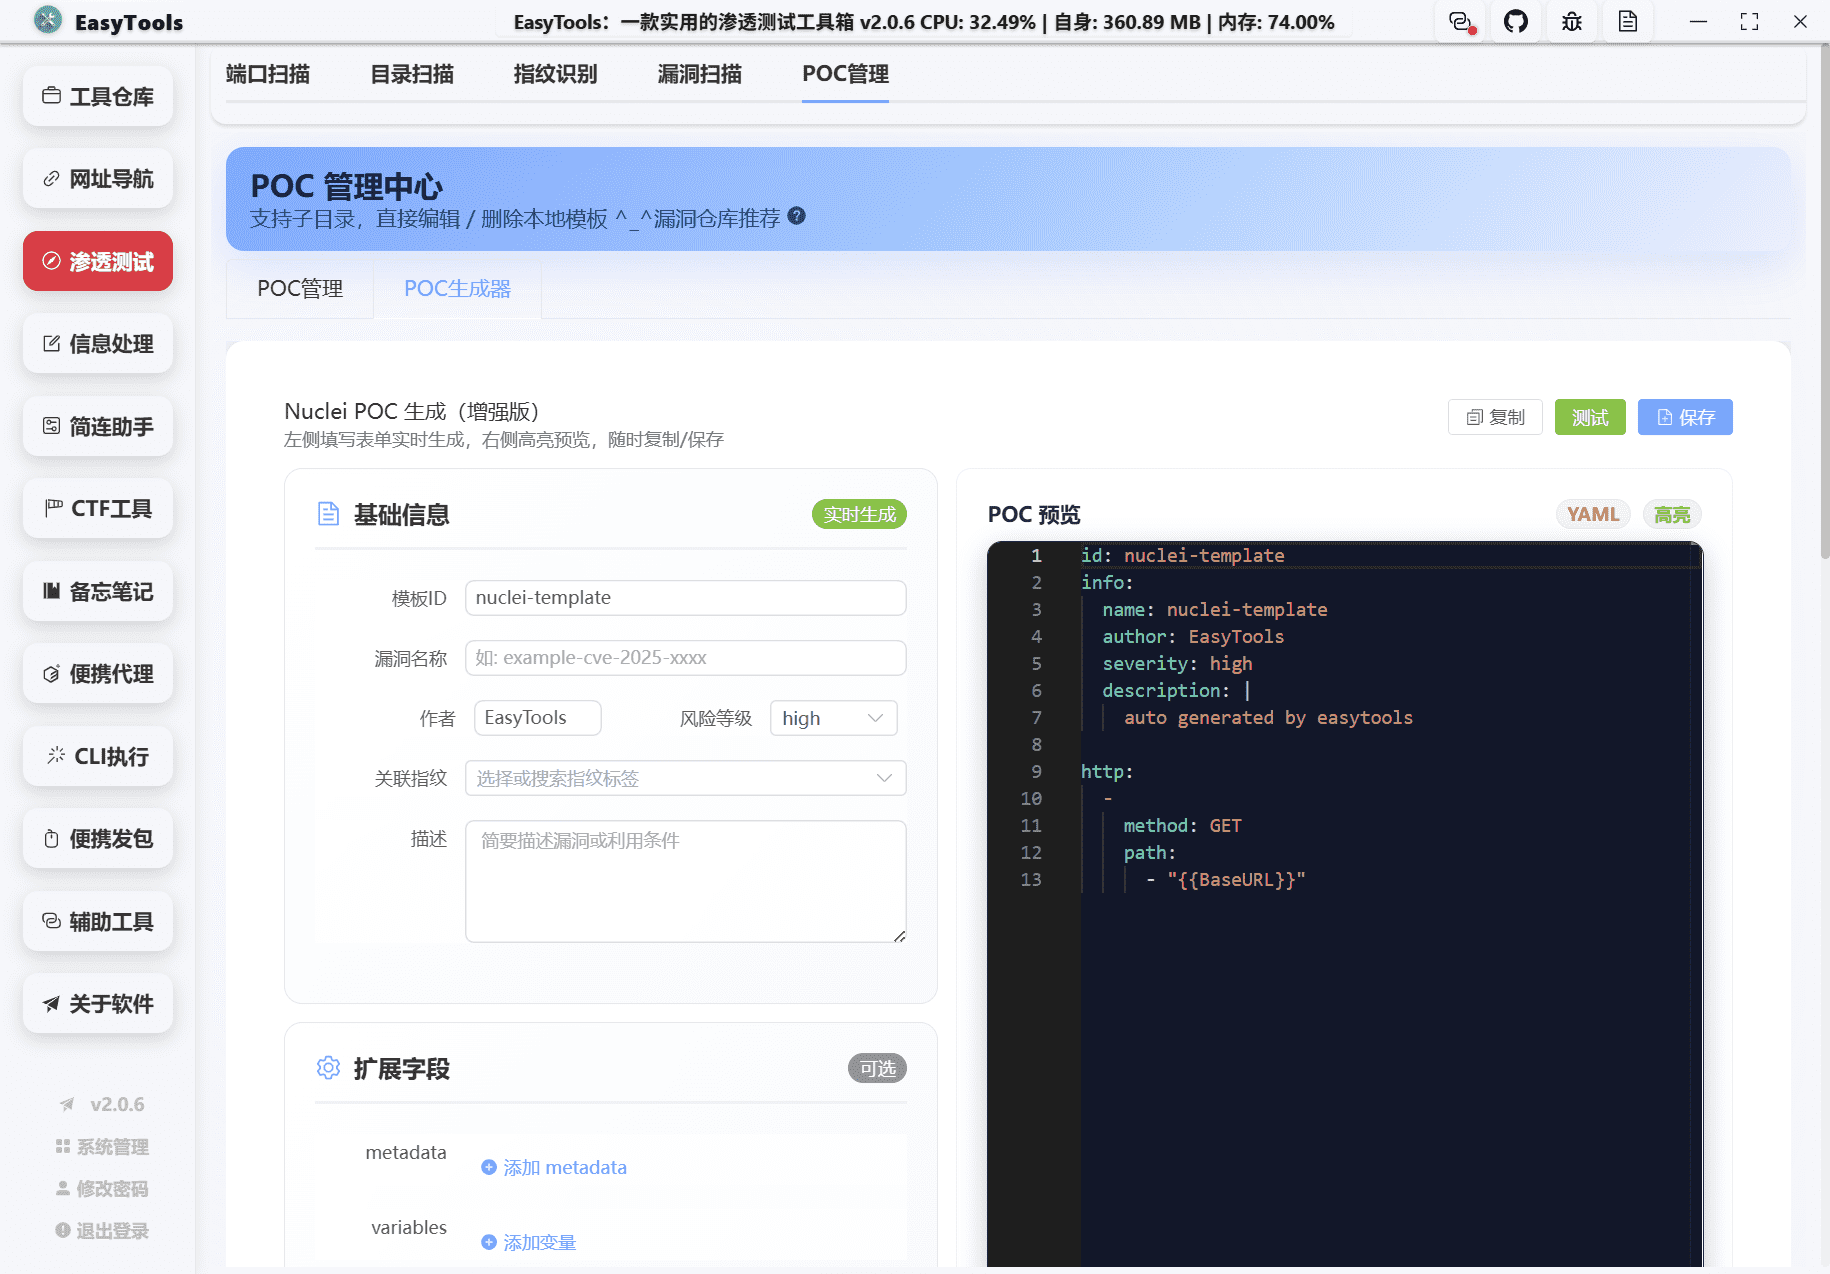 EasyTools
EasyTools：一款实用的渗透测试工具箱 v2.0.6 CPU: 32.49% | 自身: 360.89 MB | 内存: 74.00%
工具仓库
网址导航
渗透测试
信息处理
简连助手
CTF工具
备忘笔记
便携代理
CLI执行
便携发包
辅助工具
关于软件
v2.0.6
系统管理
修改密码
退出登录
端口扫描 目录扫描 指纹识别 漏洞扫描 POC管理
POC 管理中心
支持子目录，直接编辑 / 删除本地模板 ^_^漏洞仓库推荐 ?
POC管理 POC生成器
Nuclei POC 生成（增强版）
左侧填写表单实时生成，右侧高亮预览，随时复制/保存
复制 测试 保存
基础信息 实时生成
模板ID nuclei-template
漏洞名称 如: example-cve-2025-xxxx
作者 EasyTools 风险等级 high
关联指纹 选择或搜索指纹标签
描述 简要描述漏洞或利用条件
扩展字段 可选
metadata 添加 metadata
variables 添加变量
POC 预览 YAML 高亮
1 id: nuclei-template
2 info:
3 name: nuclei-template
4 author: EasyTools
5 severity: high
6 description: |
7 auto generated by easytools
8
9 http:
10 -
11 method: GET
12 path:
13 - "{{BaseURL}}"